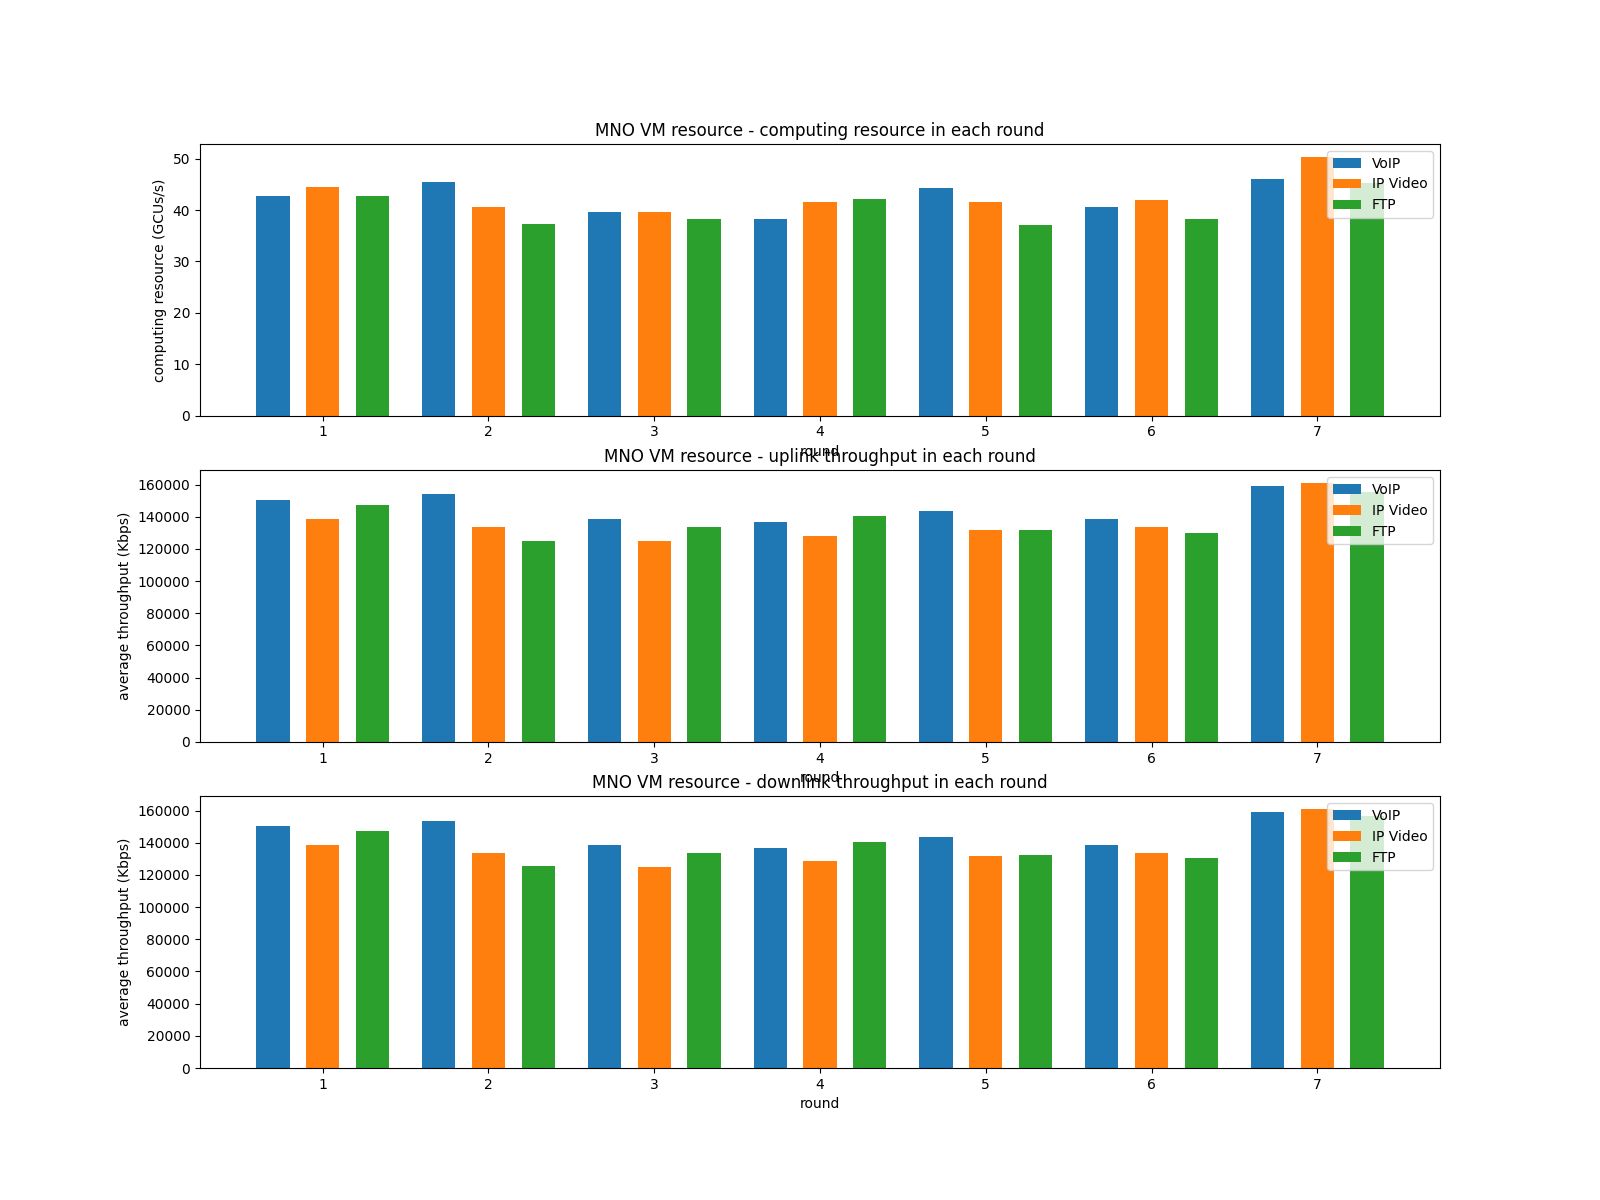 MNO VM resource - computing resource in each round
computing resource (GCUs/s)
50
40
30
20
10
0
VoIP
IP Video
FTP
1 2 3 4 5 6 7
round
MNO VM resource - uplink throughput in each round
average throughput (Kbps)
160000
140000
120000
100000
80000
60000
40000
20000
0
VoIP
IP Video
FTP
1 2 3 4 5 6 7
round
MNO VM resource - downlink throughput in each round
average throughput (Kbps)
160000
140000
120000
100000
80000
60000
40000
20000
0
VoIP
IP Video
FTP
1 2 3 4 5 6 7
round